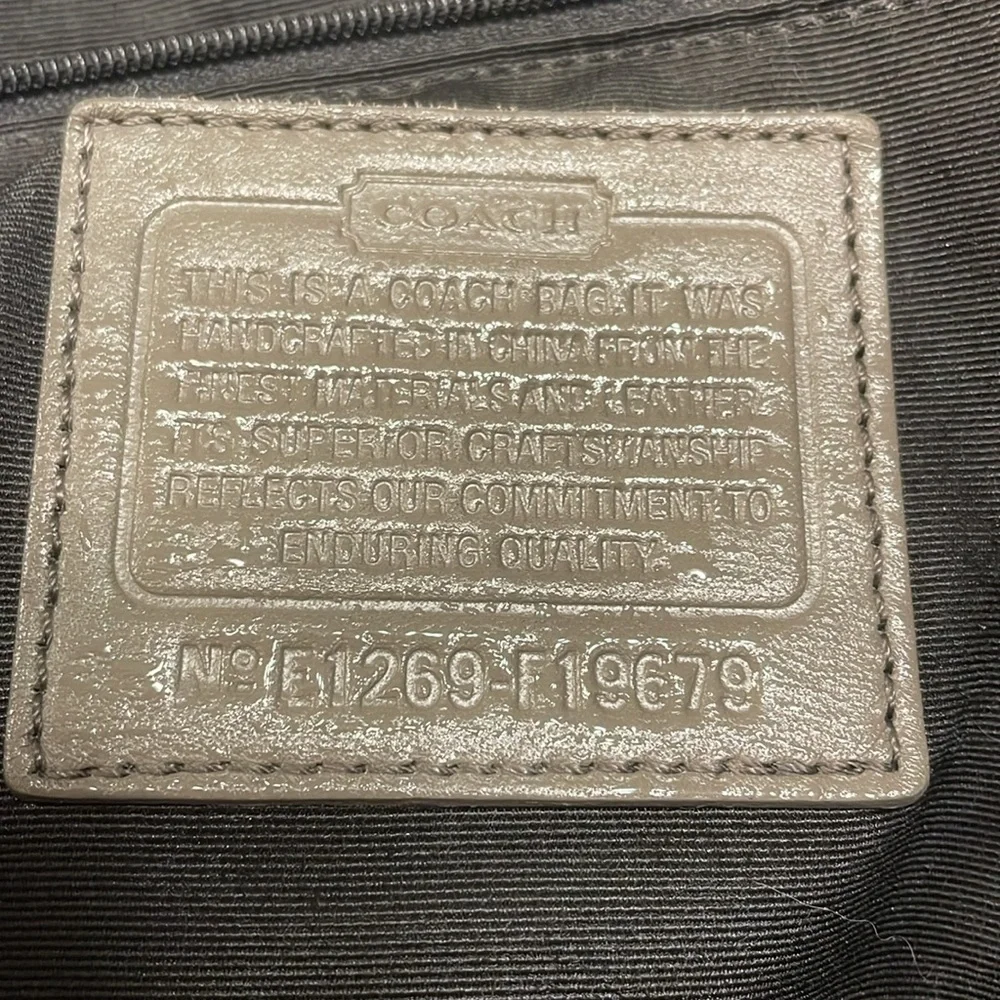 COACH
THIS IS A COACH BAG. IT WAS
HANDCRAFTED IN CHINA FROM THE
FINEST MATERIALS AND LEATHER.
ITS SUPERIOR CRAFTSMANSHIP
REFLECTS OUR COMMITMENT TO
ENDURING QUALITY.
Nº E1269-F19679